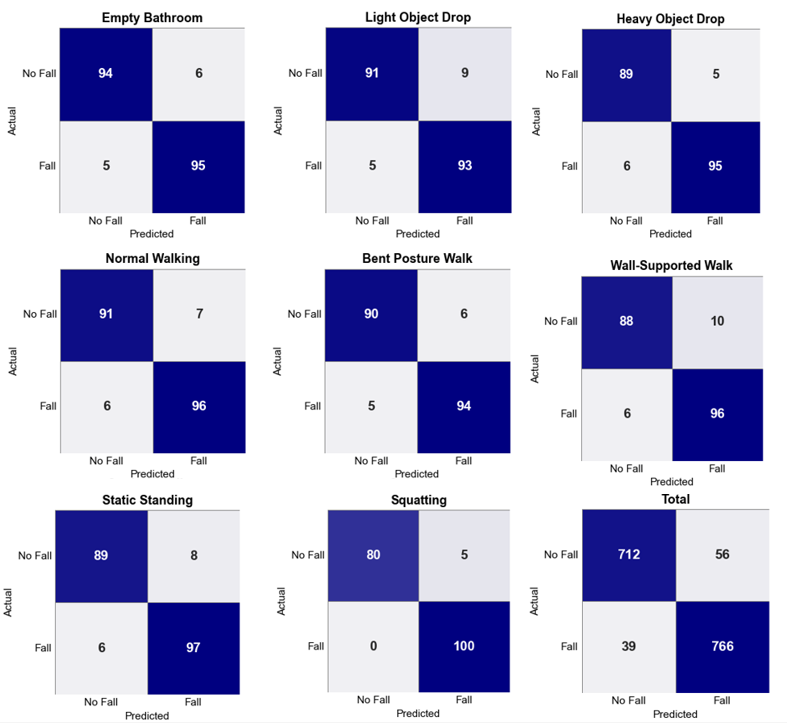 Empty Bathroom
Actual
No Fall
94
6
Fall
5
95
No Fall
Fall
Predicted
Light Object Drop
Actual
No Fall
91
9
Fall
5
93
No Fall
Fall
Predicted
Heavy Object Drop
Actual
No Fall
89
5
Fall
6
95
No Fall
Fall
Predicted
Normal Walking
Actual
No Fall
91
7
Fall
6
96
No Fall
Fall
Predicted
Bent Posture Walk
Actual
No Fall
90
6
Fall
5
94
No Fall
Fall
Predicted
Wall-Supported Walk
Actual
No Fall
88
10
Fall
6
96
No Fall
Fall
Predicted
Static Standing
Actual
No Fall
89
8
Fall
6
97
No Fall
Fall
Predicted
Squatting
Actual
No Fall
80
5
Fall
0
100
No Fall
Fall
Predicted
Total
Actual
No Fall
712
56
Fall
39
766
No Fall
Fall
Predicted